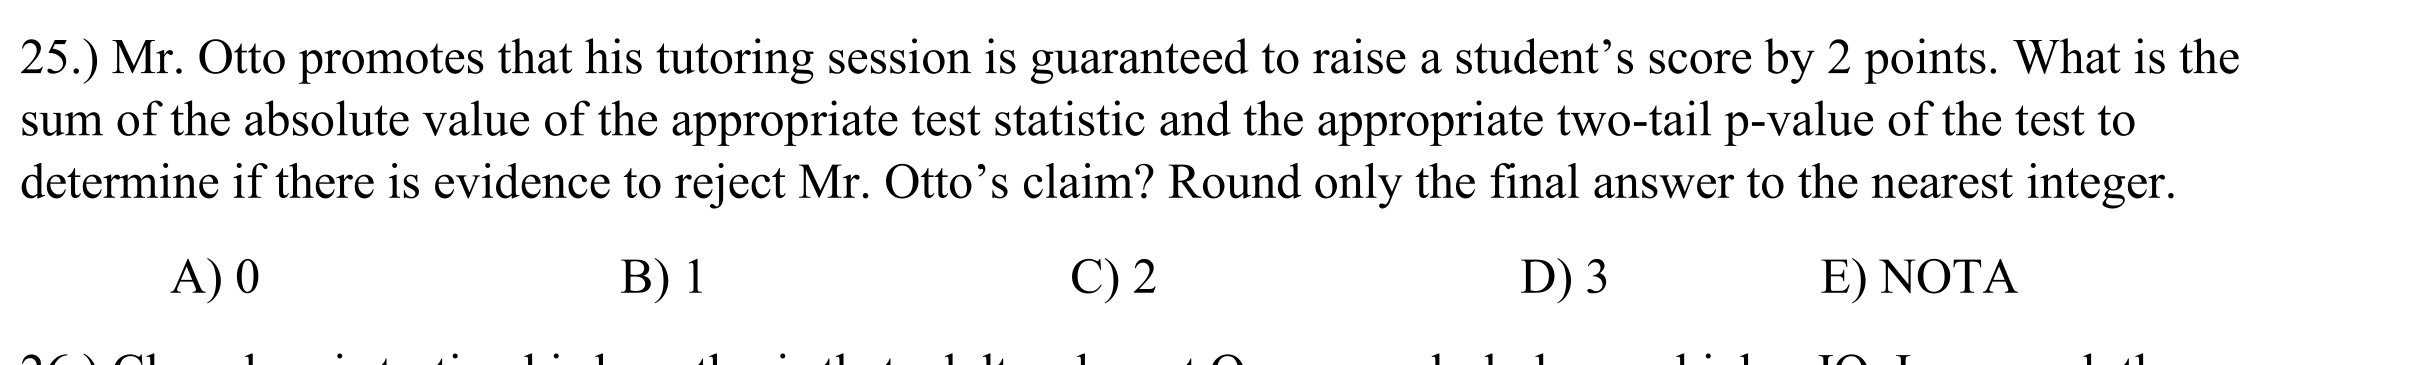 25.) Mr. Otto promotes that his tutoring session is guaranteed to raise a student’s score by 2 points. What is the
sum of the absolute value of the appropriate test statistic and the appropriate two-tail p-value of the test to
determine if there is evidence to reject Mr. Otto’s claim? Round only the final answer to the nearest integer.
A) 0 B) 1 C) 2 D) 3 E) NOTA